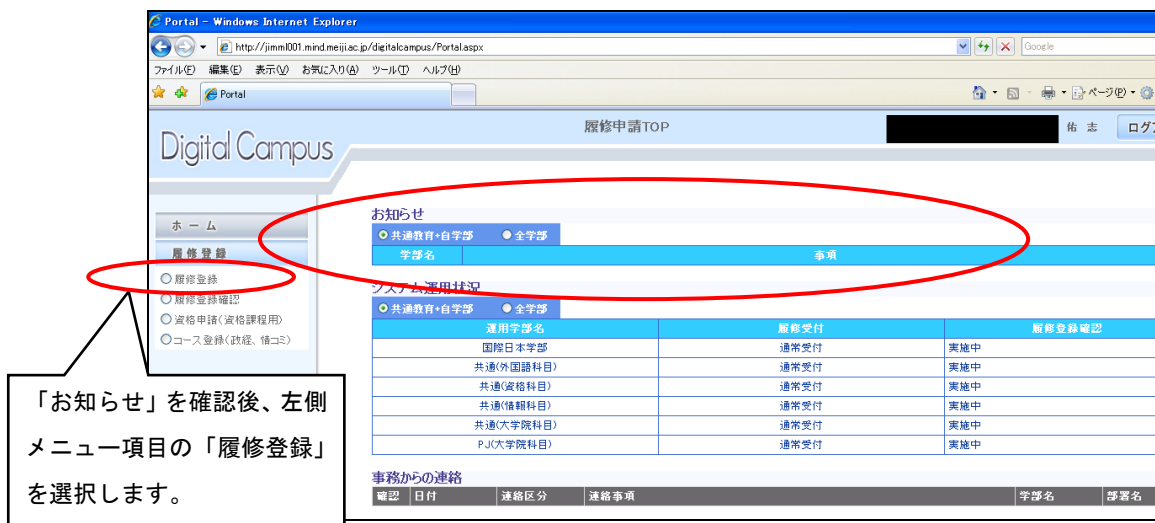 Portal - Windows Internet Explorer
http://jimml001.mind.meiji.ac.jp/digitalcampus/Portal.aspx
Google
ファイル(F) 編集(E) 表示(V) お気に入り(A) ツール(T) ヘルプ(H)
Portal
ページ(P)
Digital Campus
履修申請TOP
佑 志
ログア
ホ ー ム
履 修 登 録
履修登録
履修登録確認
資格申請(資格課程用)
コース登録(政経、情コミ)
お知らせ
共通教育+自学部 全学部
学部名 事項
システム運用状況
共通教育+自学部 全学部
運用学部名 履修受付 履修登録確認
国際日本学部 通常受付 実施中
共通(外国語科目) 通常受付 実施中
共通(資格科目) 通常受付 実施中
共通(情報科目) 通常受付 実施中
共通(大学院科目) 通常受付 実施中
PJ(大学院科目) 通常受付 実施中
事務からの連絡
確認 日付 連絡区分 連絡事項 学部名 部署名
「お知らせ」を確認後、左側
メニュー項目の「履修登録」
を選択します。